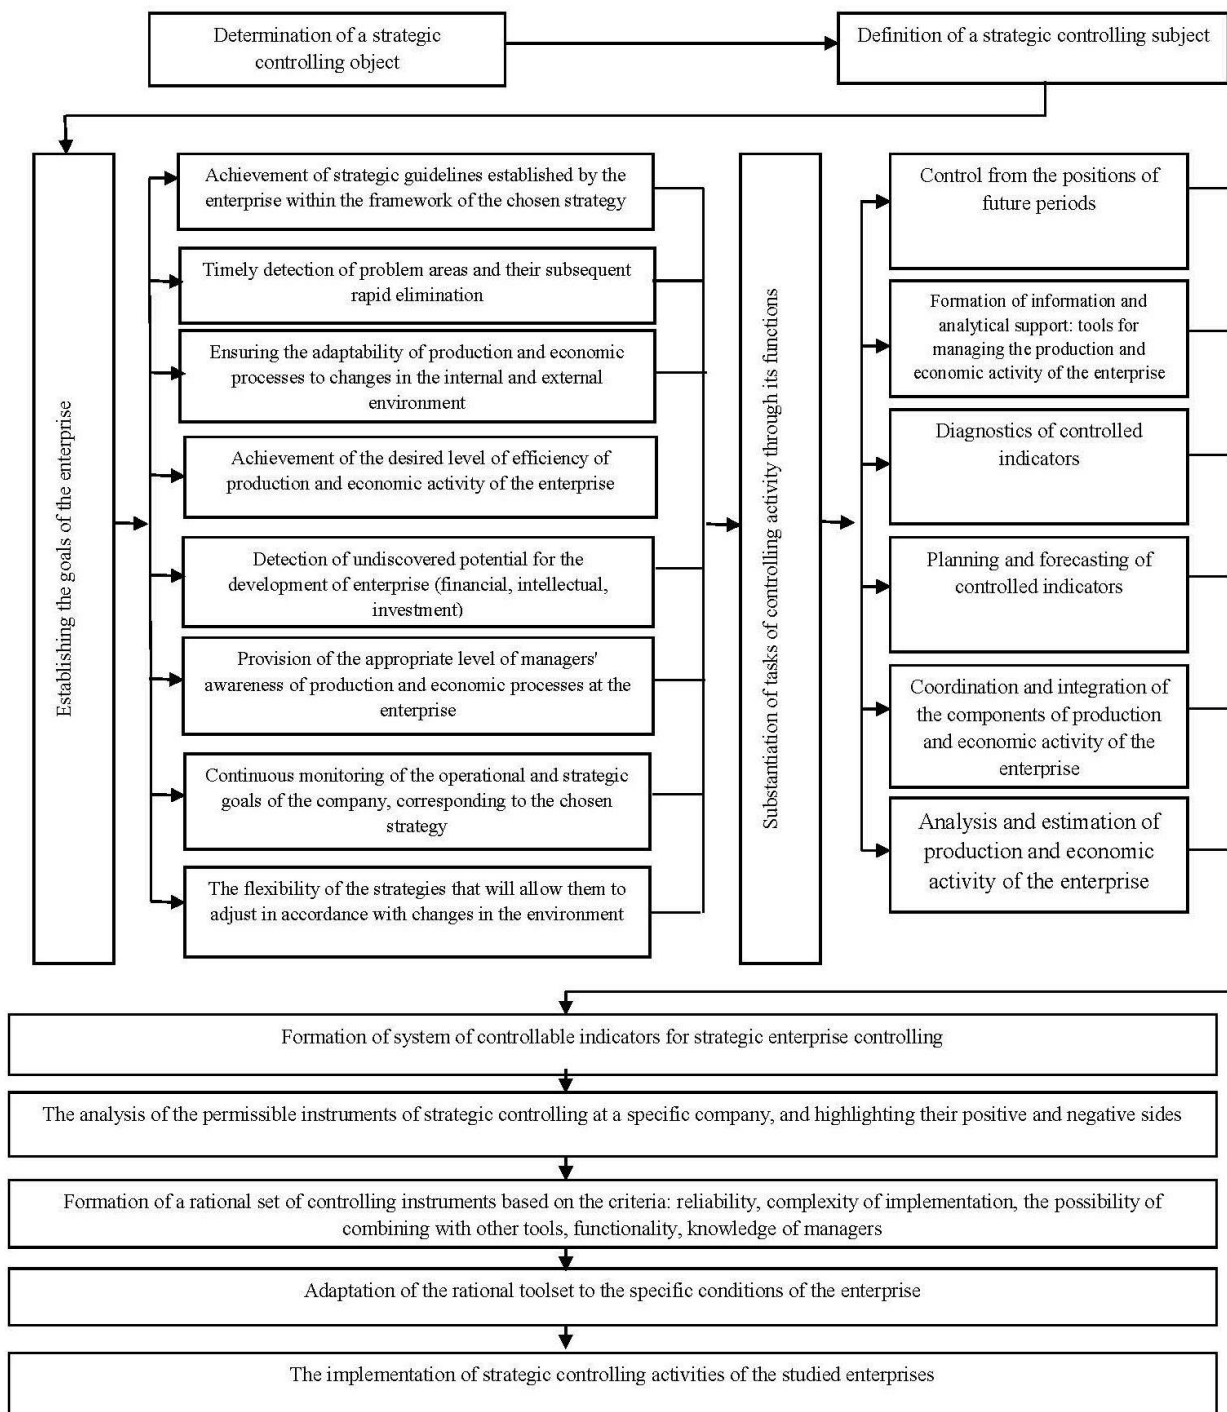 Determination of a strategic
controlling object
Definition of a strategic controlling subject
Establishing the goals of the enterprise
Achievement of strategic guidelines established by the
enterprise within the framework of the chosen strategy
Timely detection of problem areas and their subsequent
rapid elimination
Ensuring the adaptability of production and economic
processes to changes in the internal and external
environment
Achievement of the desired level of efficiency of
production and economic activity of the enterprise
Detection of undiscovered potential for the
development of enterprise (financial, intellectual,
investment)
Provision of the appropriate level of managers'
awareness of production and economic processes at the
enterprise
Continuous monitoring of the operational and strategic
goals of the company, corresponding to the chosen
strategy
The flexibility of the strategies that will allow them to
adjust in accordance with changes in the environment
Substantiation of tasks of controlling activity through its functions
Control from the positions of
future periods
Formation of information and
analytical support: tools for
managing the production and
economic activity of the enterprise
Diagnostics of controlled
indicators
Planning and forecasting of
controlled indicators
Coordination and integration of
the components of production
and economic activity of the
enterprise
Analysis and estimation of
production and economic
activity of the enterprise
Formation of system of controllable indicators for strategic enterprise controlling
The analysis of the permissible instruments of strategic controlling at a specific company, and highlighting their positive and negative sides
Formation of a rational set of controlling instruments based on the criteria: reliability, complexity of implementation, the possibility of
combining with other tools, functionality, knowledge of managers
Adaptation of the rational toolset to the specific conditions of the enterprise
The implementation of strategic controlling activities of the studied enterprises